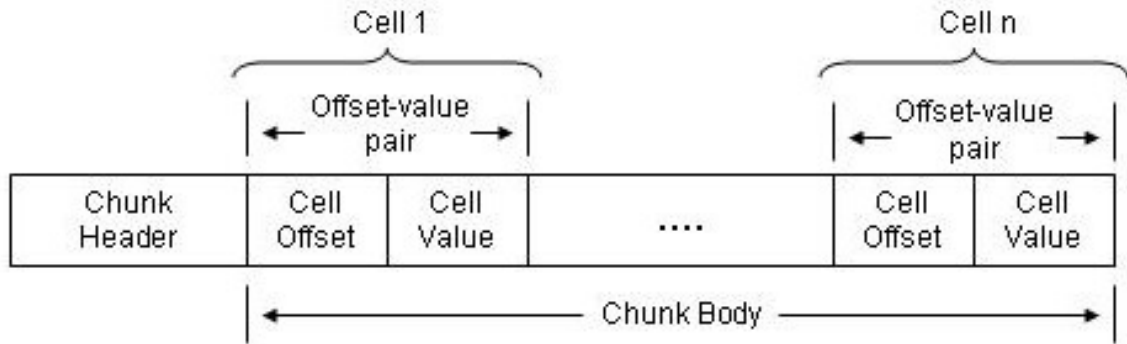 Cell 1
Cell n
Offset-value
pair
Offset-value
pair
Chunk
Header
Cell
Offset
Cell
Value
....
Cell
Offset
Cell
Value
Chunk Body